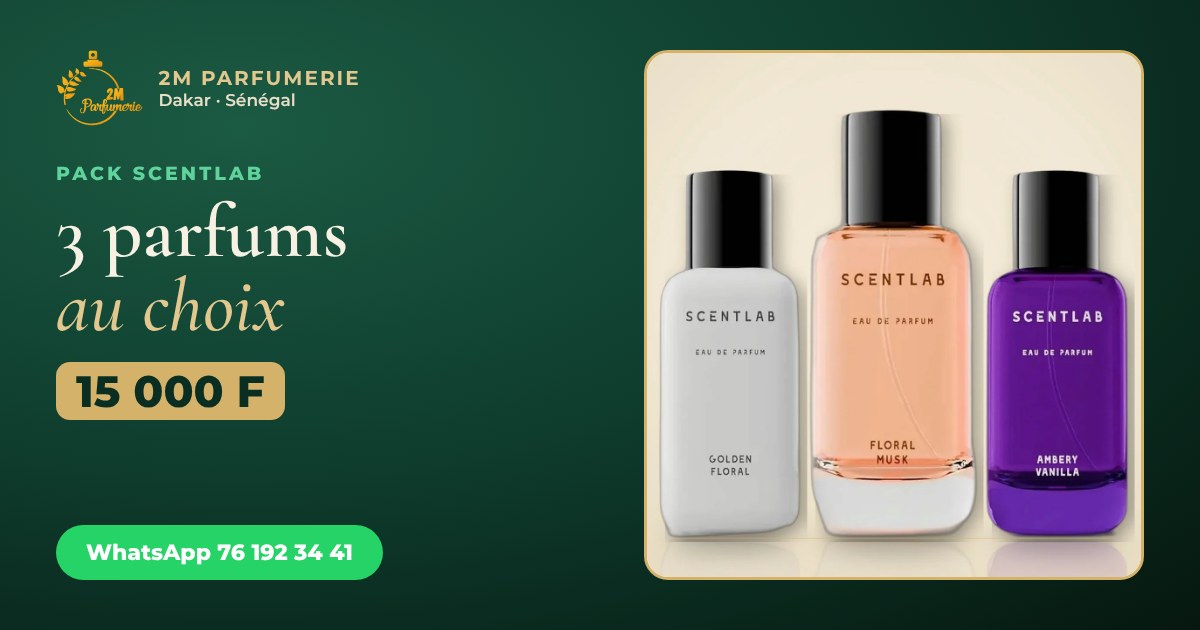 2M
Parfumerie
2M PARFUMERIE
Dakar · Sénégal
PACK SCENTLAB
3 parfums
au choix
15 000 F
WhatsApp 76 192 34 41
SCENTLAB
EAU DE PARFUM
GOLDEN
FLORAL
SCENTLAB
EAU DE PARFUM
FLORAL
MUSK
SCENTLAB
EAU DE PARFUM
AMBERY
VANILLA